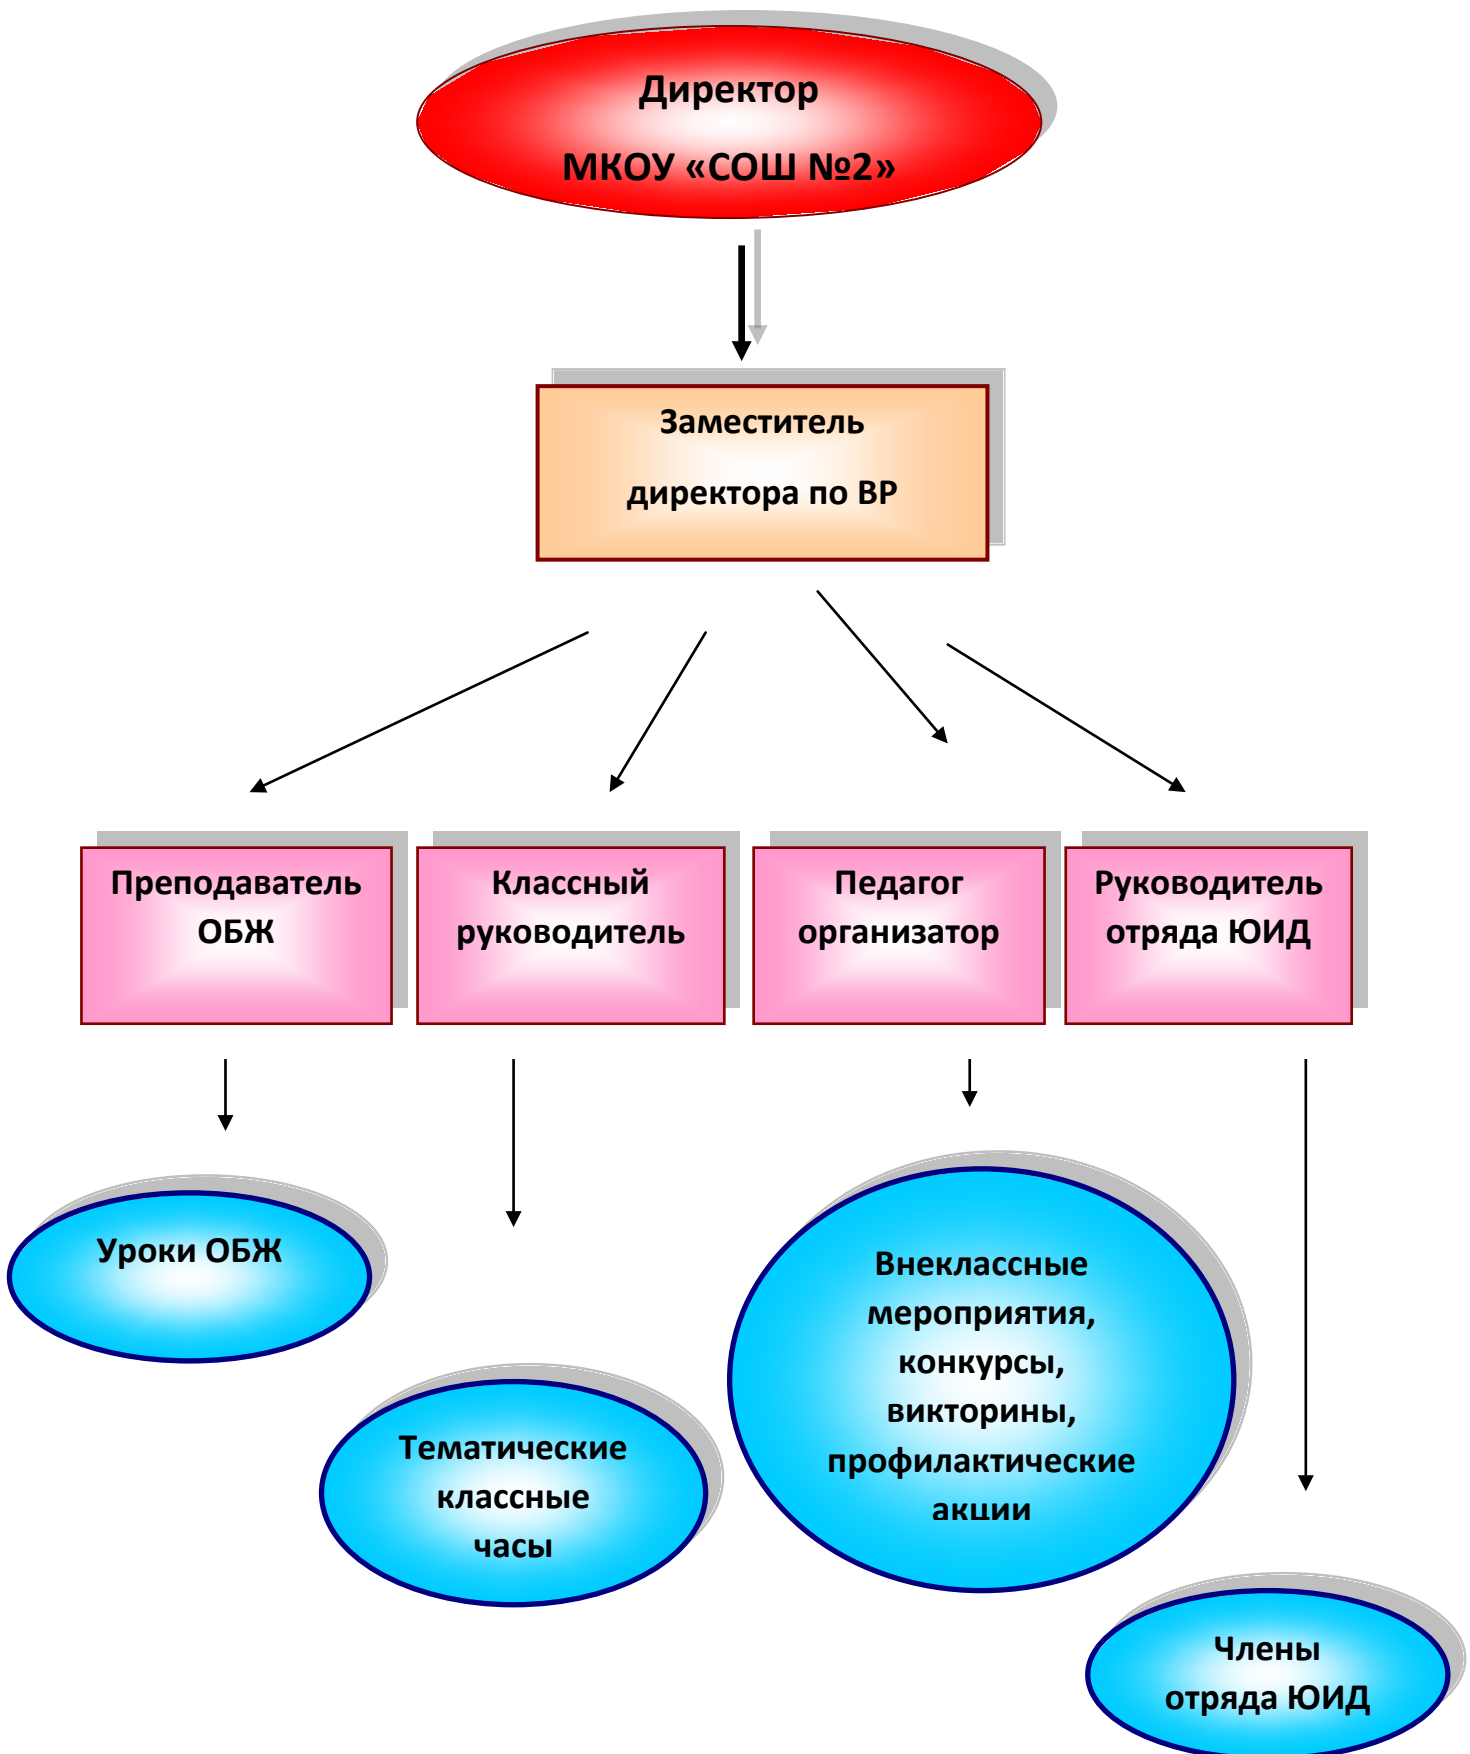 Директор
МКОУ «СОШ №2»
Заместитель
директора по ВР
Преподаватель
ОБЖ
Классный
руководитель
Педагог
организатор
Руководитель
отряда ЮИД
Уроки ОБЖ
Тематические
классные
часы
Внеклассные
мероприятия,
конкурсы,
викторины,
профилактические
акции
Члены
отряда ЮИД